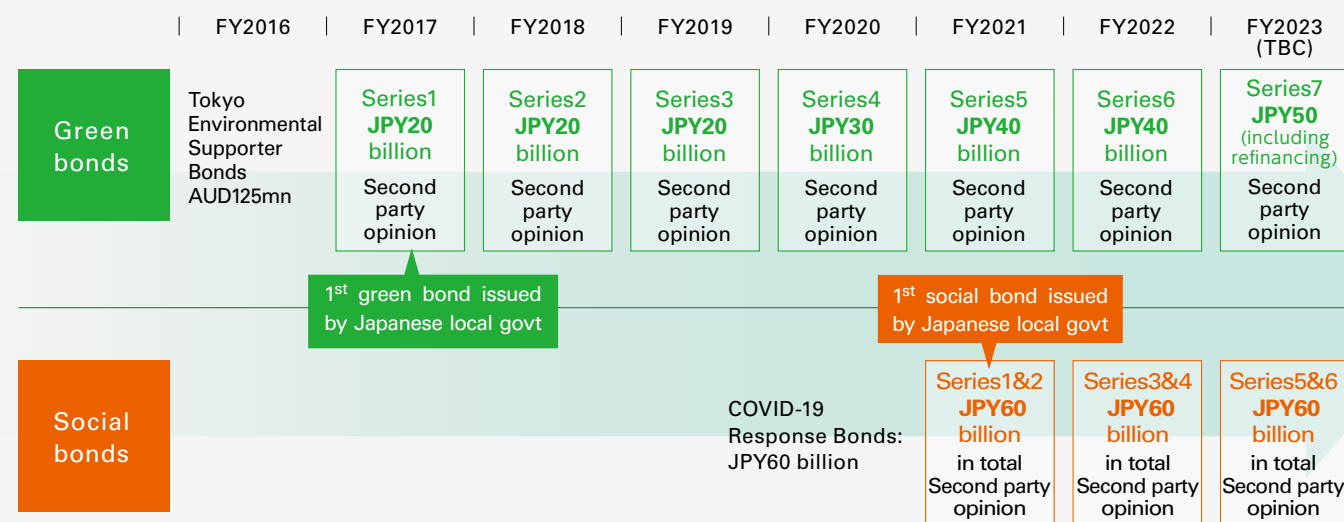 FY2016 FY2017 FY2018 FY2019 FY2020 FY2021 FY2022 FY2023
(TBC)
Green
bonds
Tokyo
Environmental
Supporter
Bonds
AUD125mn
Series1
JPY20
billion
Second
party
opinion
Series2
JPY20
billion
Second
party
opinion
Series3
JPY20
billion
Second
party
opinion
Series4
JPY30
billion
Second
party
opinion
Series5
JPY40
billion
Second
party
opinion
Series6
JPY40
billion
Second
party
opinion
Series7
JPY50
(including
refinancing)
Second
party
opinion
1st green bond issued
by Japanese local govt
1st social bond issued
by Japanese local govt
Social
bonds
COVID-19
Response Bonds:
JPY60 billion
Series1&2
JPY60
billion
in total
Second party
opinion
Series3&4
JPY60
billion
in total
Second party
opinion
Series5&6
JPY60
billion
in total
Second party
opinion